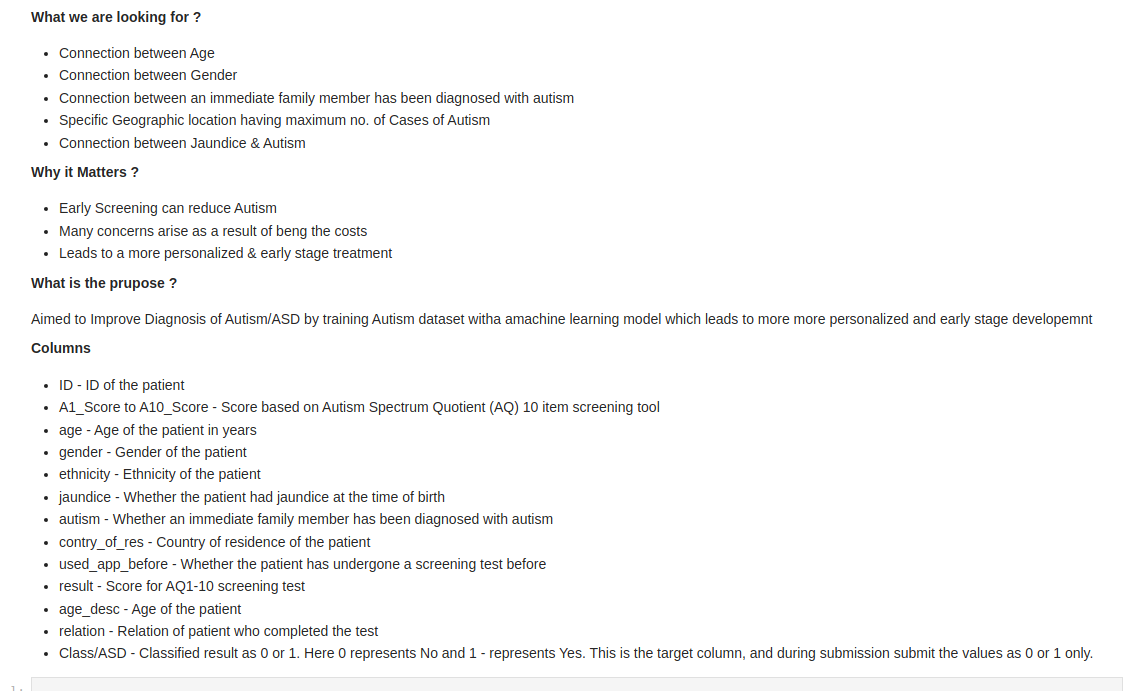 What we are looking for ?
• Connection between Age
• Connection between Gender
• Connection between an immediate family member has been diagnosed with autism
• Specific Geographic location having maximum no. of Cases of Autism
• Connection between Jaundice & Autism
Why it Matters ?
• Early Screening can reduce Autism
• Many concerns arise as a result of beng the costs
• Leads to a more personalized & early stage treatment
What is the prupose ?
Aimed to Improve Diagnosis of Autism/ASD by training Autism dataset witha amachine learning model which leads to more more personalized and early stage developemnt
Columns
• ID - ID of the patient
• A1_Score to A10_Score - Score based on Autism Spectrum Quotient (AQ) 10 item screening tool
• age - Age of the patient in years
• gender - Gender of the patient
• ethnicity - Ethnicity of the patient
• jaundice - Whether the patient had jaundice at the time of birth
• autism - Whether an immediate family member has been diagnosed with autism
• contry_of_res - Country of residence of the patient
• used_app_before - Whether the patient has undergone a screening test before
• result - Score for AQ1-10 screening test
• age_desc - Age of the patient
• relation - Relation of patient who completed the test
• Class/ASD - Classified result as 0 or 1. Here 0 represents No and 1 - represents Yes. This is the target column, and during submission submit the values as 0 or 1 only.